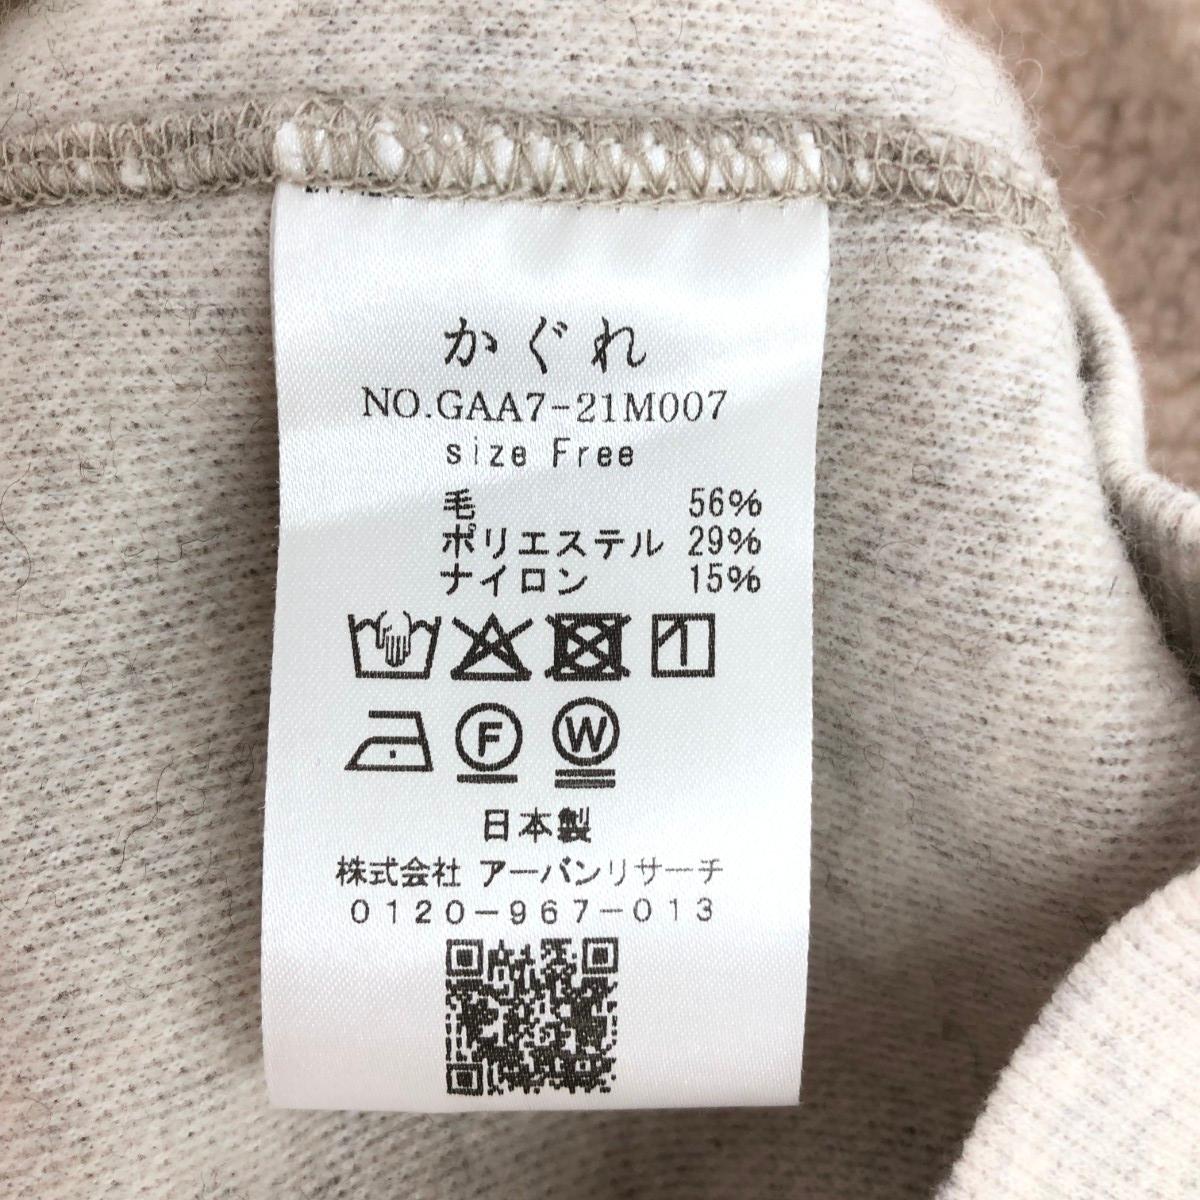 かぐれ
NO.GAA7-21M007
size Free
毛 56%
ポリエステル 29%
ナイロン 15%
F W
日本製
株式会社 アーバンリサーチ
0120-967-013